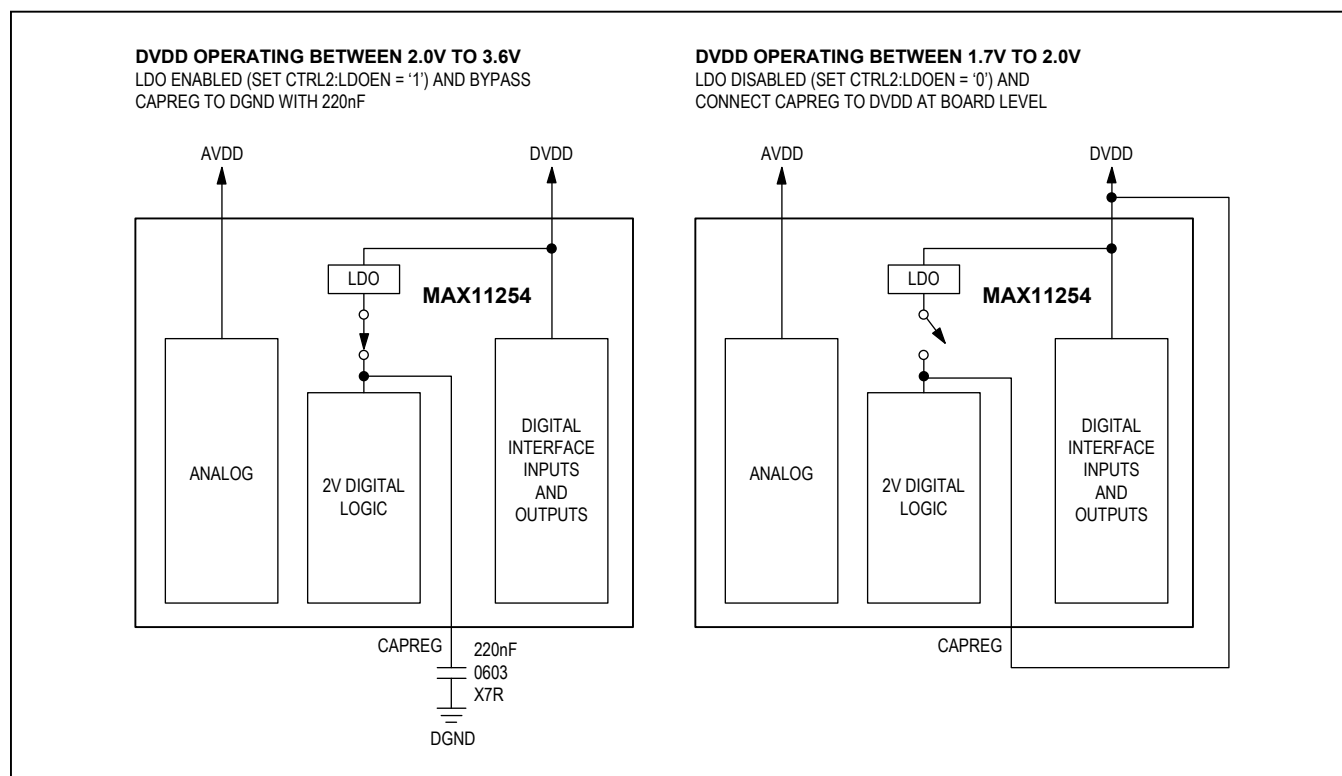 DVDD OPERATING BETWEEN 2.0V TO 3.6V
LDO ENABLED (SET CTRL2:LDOEN = ‘1’) AND BYPASS
CAPREG TO DGND WITH 220nF
AVDD
DVDD
LDO
MAX11254
ANALOG
2V DIGITAL
LOGIC
DIGITAL
INTERFACE
INPUTS
AND
OUTPUTS
CAPREG
220nF
0603
X7R
DGND
DVDD OPERATING BETWEEN 1.7V TO 2.0V
LDO DISABLED (SET CTRL2:LDOEN = ‘0’) AND
CONNECT CAPREG TO DVDD AT BOARD LEVEL
AVDD
DVDD
LDO
MAX11254
ANALOG
2V DIGITAL
LOGIC
DIGITAL
INTERFACE
INPUTS
AND
OUTPUTS
CAPREG